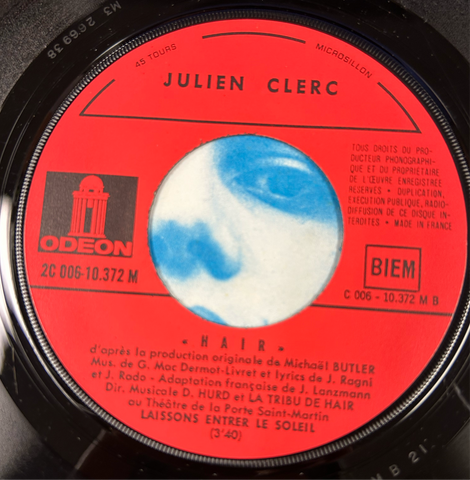 M3 266938
45 TOURS
MICROSILLON
JULIEN CLERC
TOUS DROITS DU PRO-
DUCTEUR PHONOGRAPHI-
QUE ET DU PROPRIETAIRE
DE L'ŒUVRE ENREGISTREE
RESERVES • DUPLICATION,
EXECUTION PUBLIQUE, RADIO-
DIFFUSION DE CE DISQUE IN-
TERDITES • MADE IN FRANCE
ODEON
2C 006-10.372 M
BIEM
C 006 - 10.372 M B
« HAIR »
d'après la production originale de Michaël BUTLER
Mus. de G. Mac Dermot-Livret et lyrics de J. Ragni
et J. Rado - Adaptation française de J. Lanzmann
Dir. Musicale D. HURD et LA TRIBU DE HAIR
au Théâtre de la Porte Saint-Martin
LAISSONS ENTRER LE SOLEIL
(3'40)
B 21